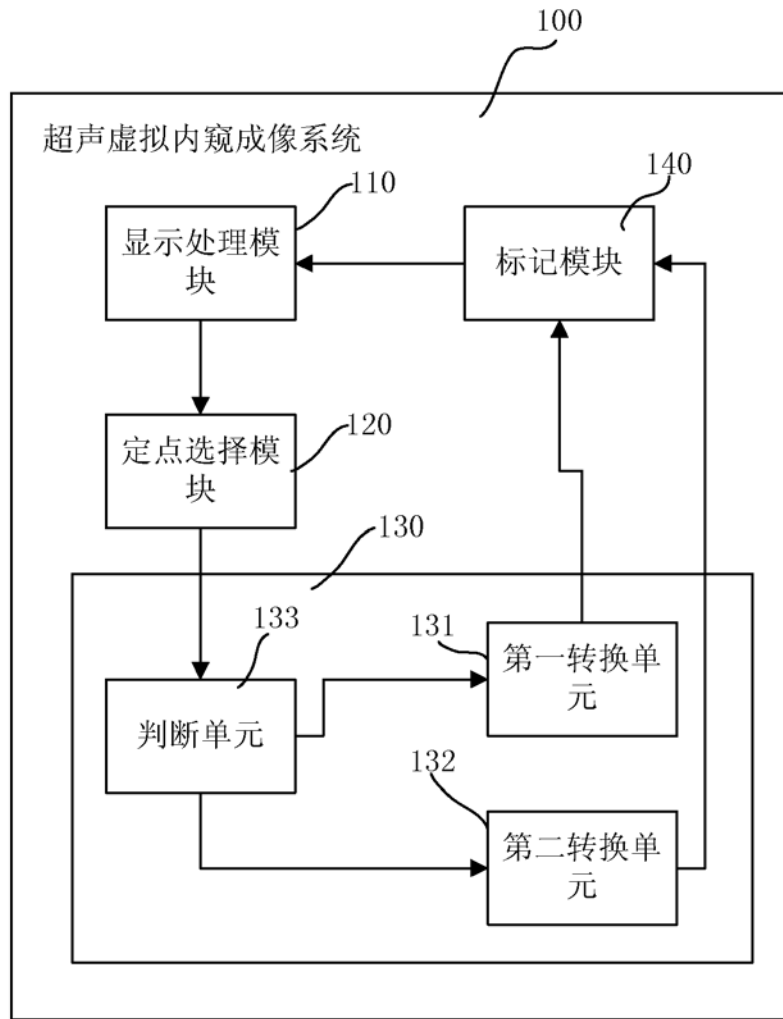 100
超声虚拟内窥成像系统
110
140
显示处理模
块
标记模块
120
定点选择模
块
130
133
131
第一转换单
元
判断单元
132
第二转换单
元